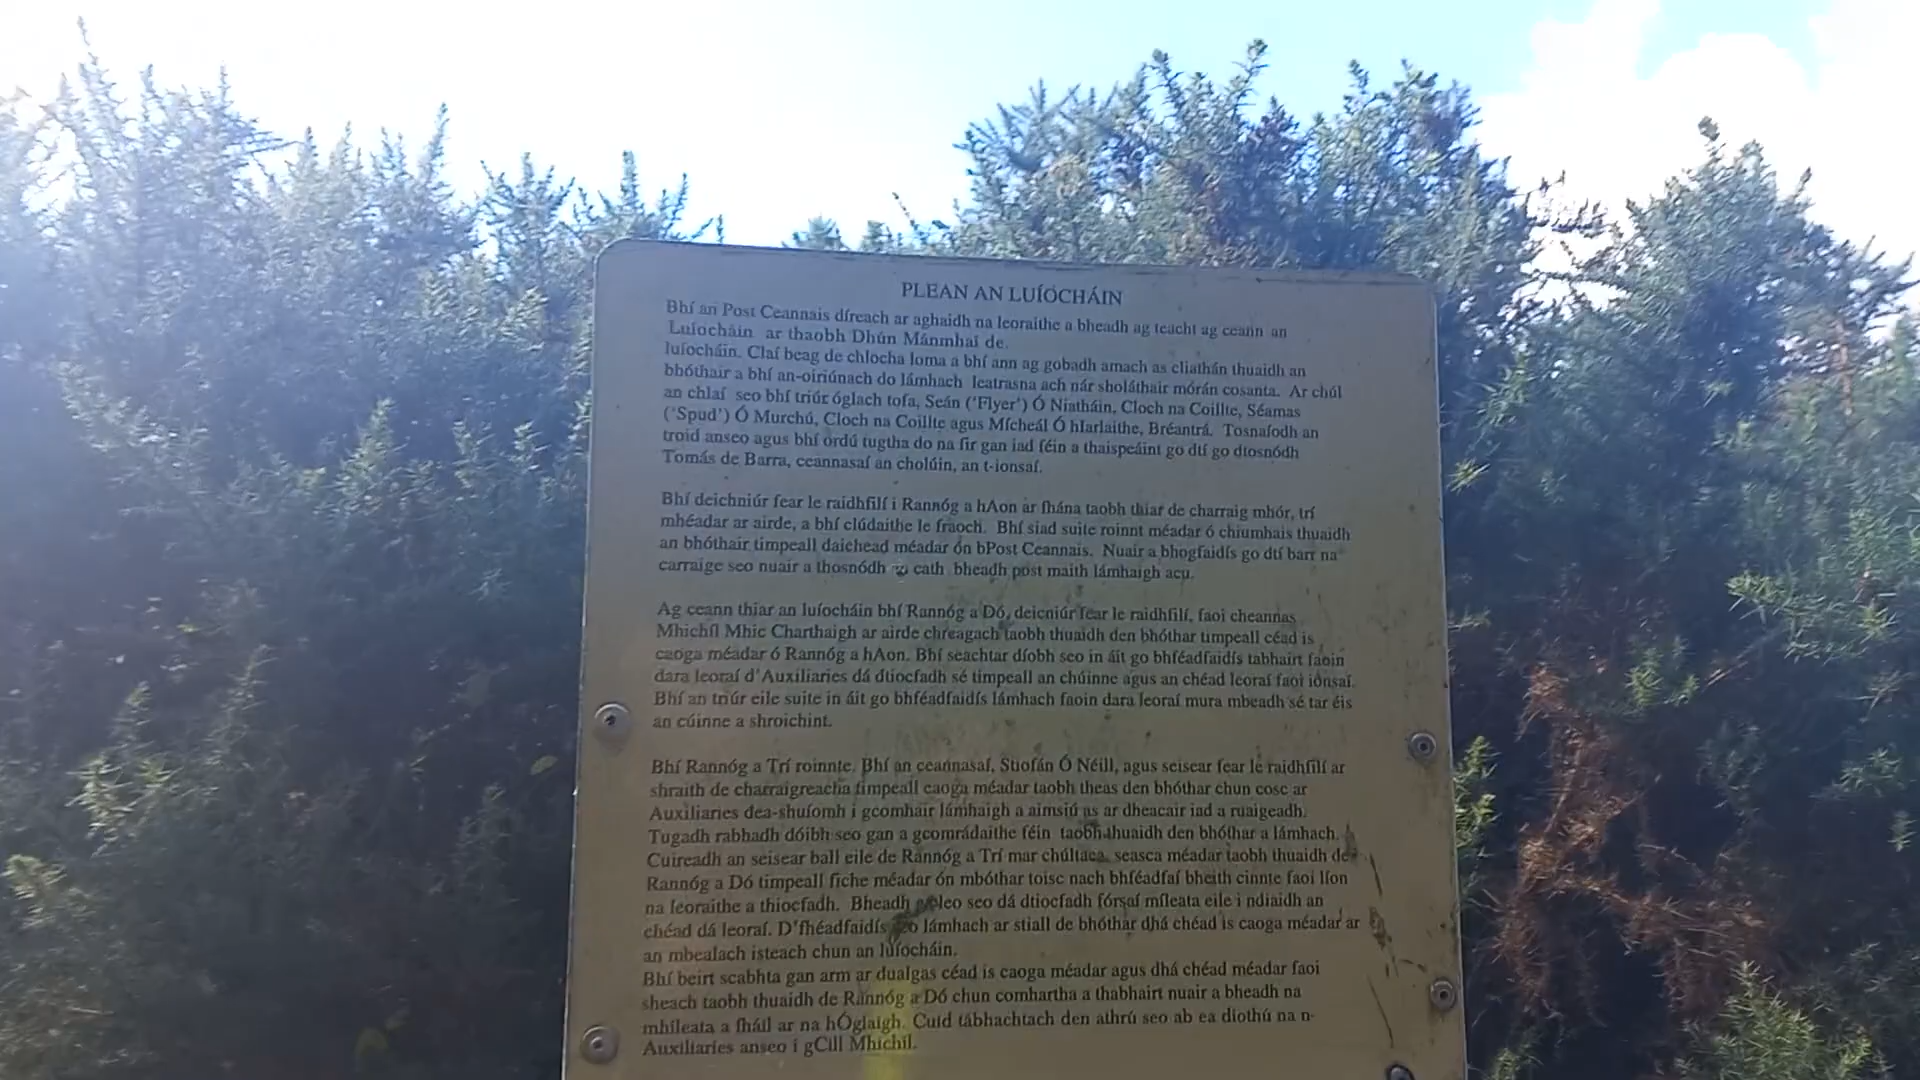 PLEAN AN LUÍOCHÁIN
Bhí an Post Ceannais díreach ar aghaidh na leoraithe a bheadh ag teacht ag ceann an
Luíocháin ar thaobh Dhún Mánmhaí de.
luíocháin. Claí beag de chlocha loma a bhí ann ag gobadh amach as cliathán thuaidh an
bhóthair a bhí an-oiriúnach do lámhach leatrasna ach nár sholáthair mórán cosanta. Ar chúl
an chlaí seo bhí triúr óglach tofa, Seán ('Flyer') Ó Niatháin, Cloch na Coillte, Séamas
('Spud') Ó Murchú, Cloch na Coillte agus Mícheál Ó hIarlaithe, Bréantrá. Tosnaíodh an
troid anseo agus bhí ordú tugtha do na fir gan iad féin a thaispeáint go dtí go dtosnódh
Tomás de Barra, ceannasaí an cholúin, an t-ionsaí.
Bhí deichniúr fear le raidhfilí i Rannóg a hAon ar fhána taobh thiar de charraig mhór, trí
mhéadar ar airde, a bhí clúdaithe le fraoch. Bhí siad suite roinnt méadar ó chiumhais thuaidh
an bhóthair timpeall daichead méadar ón bPost Ceannais. Nuair a bhogfaidís go dtí barr na
carraige seo nuair a thosnódh cath bheadh post maith lámhaigh acu.
Ag ceann thiar an luíocháin bhí Rannóg a Dó, deicniúr fear le raidhfilí, faoi cheannas
Mhichíl Mhic Charthaigh ar airde chreagach taobh thuaidh den bhóthar timpeall céad is
caoga méadar ó Rannóg a hAon. Bhí seachtar díobh seo in áit go bhféadfaidís tabhairt faoin
dara leoraí d'Auxiliaries dá dtiocfadh sé timpeall an chúinne agus an chéad leoraí faoi ionsaí.
Bhí an triúr eile suite in áit go bhféadfaidís lámhach faoin dara leoraí mura mbeadh sé tar éis
an cúinne a shroichint.
Bhí Rannóg a Trí roinnte. Bhí an ceannasaí, Stiofán Ó Néill, agus seisear fear le raidhfilí ar
shraith de charraigreacha timpeall caoga méadar taobh theas den bhóthar chun cosc ar
Auxiliaries dea-shuíomh i gcomhair lámhaigh a aimsiú as ar dheacair iad a ruaigeadh.
Tugadh rabhadh dóibh seo gan a gcomrádaithe féin taobh thuaidh den bhóthar a lámhach.
Cuireadh an seisear ball eile de Rannóg a Trí mar chúltaca, seasca méadar taobh thuaidh de
Rannóg a Dó timpeall fiche méadar ón mbóthar toisc nach bhféadfaí bheith cinnte faoi líon
na leoraithe a thiocfadh. Bheadh seo dá dtiocfadh fórsaí míleata eile i ndiaidh an
chéad dá leoraí. D'fhéadfaidís lámhach ar stiall de bhóthar dhá chéad is caoga méadar ar
an mbealach isteach chun an luíocháin.
Bhí beirt scabhta gan arm ar dualgas céad is caoga méadar agus dhá chéad méadar faoi
sheach taobh thuaidh de Rannóg a Dó chun comhartha a thabhairt nuair a bheadh na
mhíleata a fháil ar na hÓglaigh. Cuid tábhachtach den athrú seo ab ea díothú na n-
Auxiliaries anseo i gCill Mhichíl.